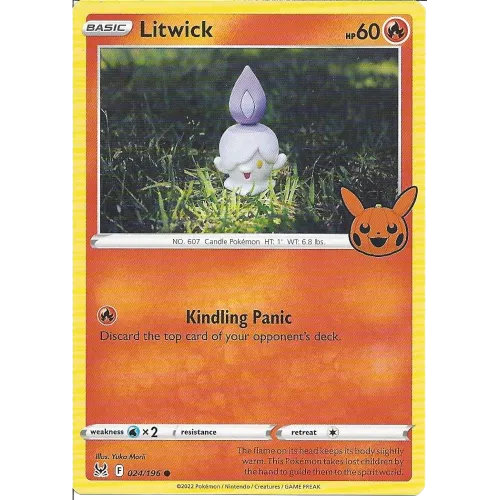 BASIC Litwick HP60
NO. 607 Candle Pokémon HT: 1' WT: 6.8 lbs.
Kindling Panic
Discard the top card of your opponent's deck.
weakness ×2 resistance retreat
Illus. Yuka Morii
F 024/196
The flame on its head keeps its body slightly
warm. This Pokémon takes lost children by
the hand to guide them to the spirit world.
©2022 Pokémon / Nintendo / Creatures / GAME FREAK